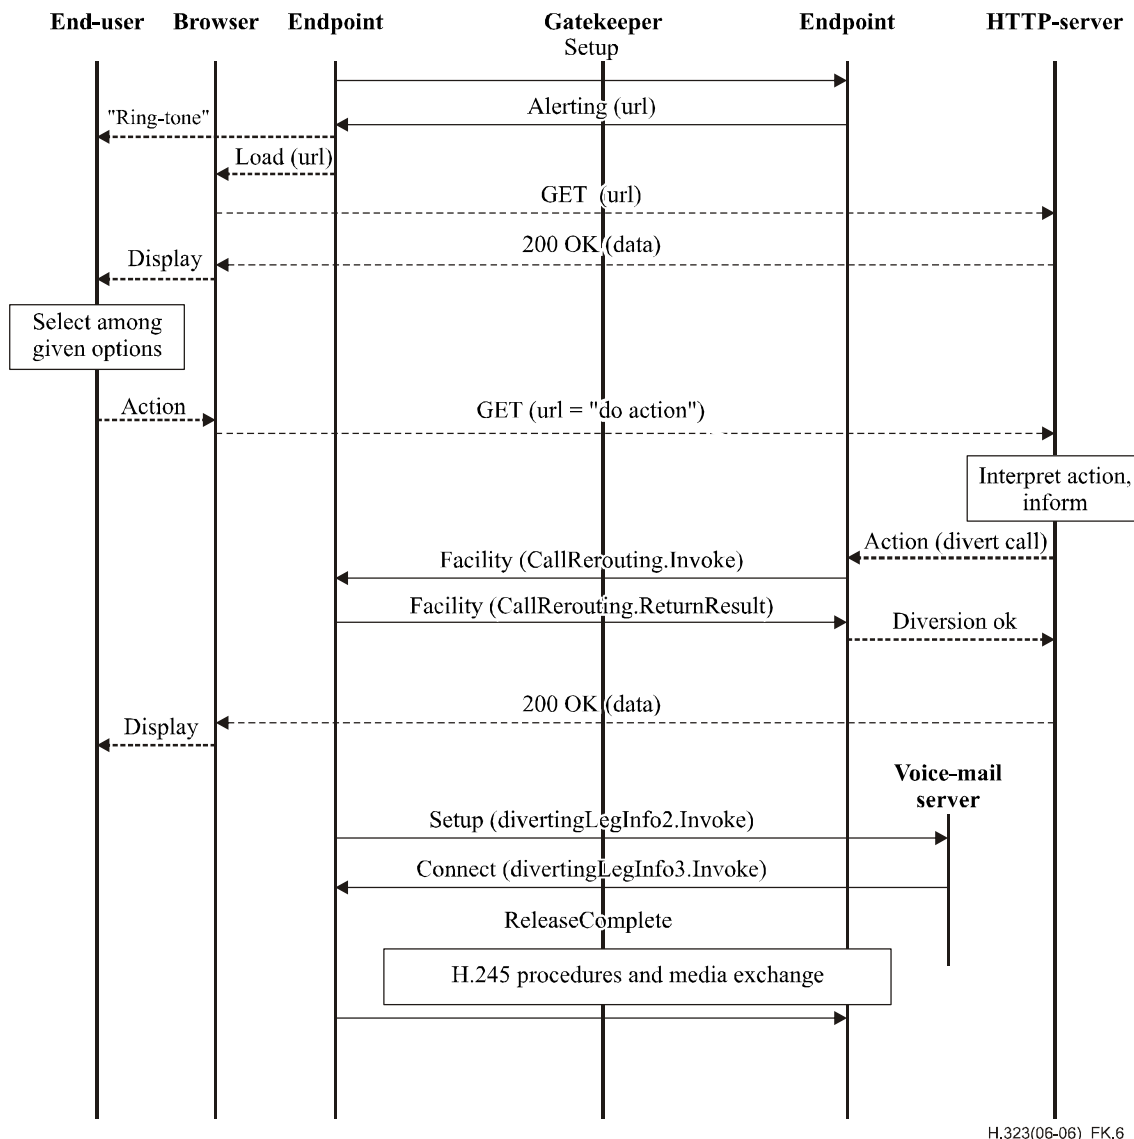 End-user Browser Endpoint Gatekeeper Endpoint HTTP-server
Setup
Alerting (url)
"Ring-tone"
Load (url)
GET (url)
200 OK (data)
Display
Select among
given options
Action
GET (url = "do action")
Interpret action,
inform
Action (divert call)
Facility (CallRerouting.Invoke)
Facility (CallRerouting.ReturnResult)
Diversion ok
200 OK (data)
Display
Voice-mail
server
Setup (divertingLegInfo2.Invoke)
Connect (divertingLegInfo3.Invoke)
ReleaseComplete
H.245 procedures and media exchange
H.323(06-06)_FK.6